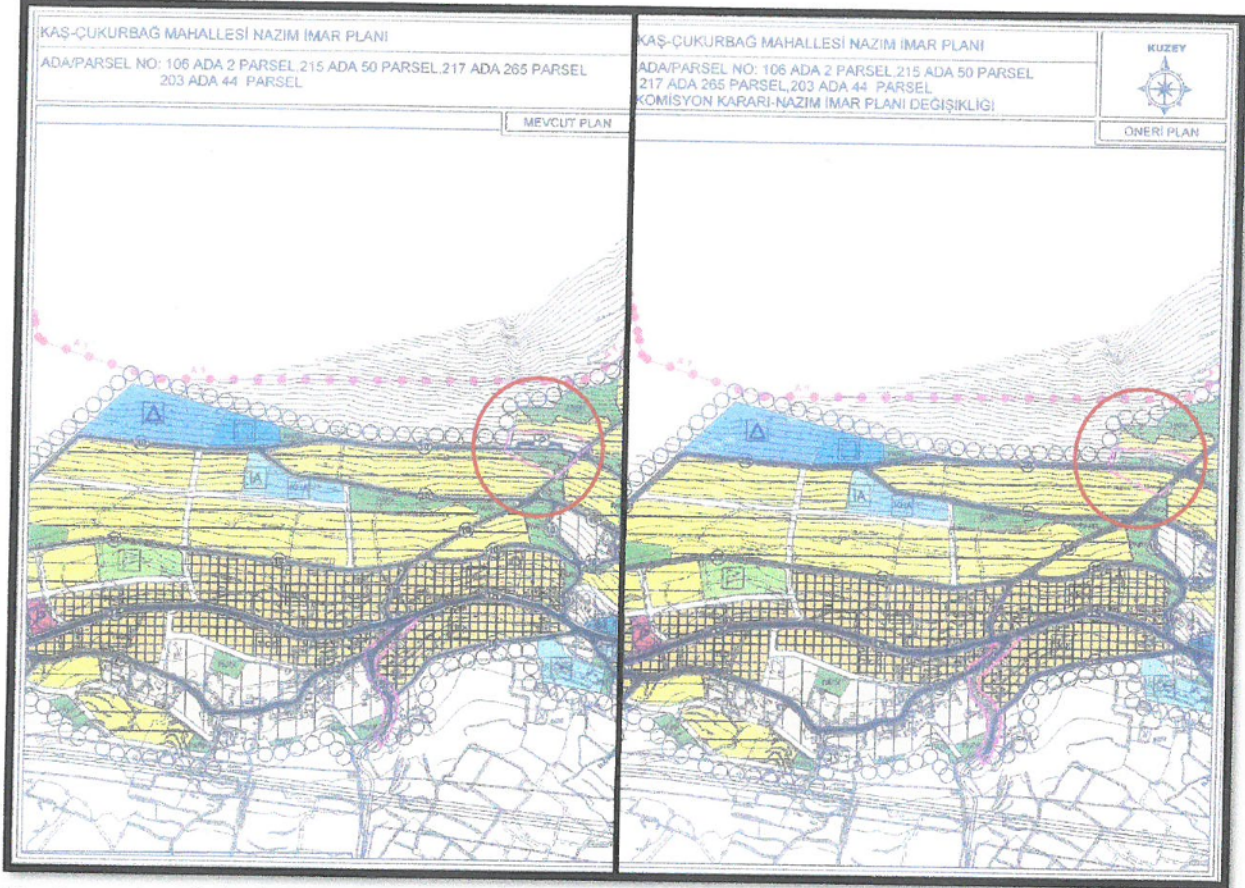 KAŞ-ÇUKURBAĞ MAHALLESİ NAZIM İMAR PLANI
ADA/PARSEL NO: 106 ADA 2 PARSEL,215 ADA 50 PARSEL,217 ADA 265 PARSEL
203 ADA 44 PARSEL
MEVCUT PLAN
KAŞ-ÇUKURBAĞ MAHALLESİ NAZIM İMAR PLANI
ADA/PARSEL NO: 106 ADA 2 PARSEL,215 ADA 50 PARSEL
217 ADA 265 PARSEL,203 ADA 44 PARSEL
KOMİSYON KARARI-NAZIM İMAR PLANI DEĞİŞİKLİĞİ
KUZEY
ÖNERİ PLAN
İA
İA